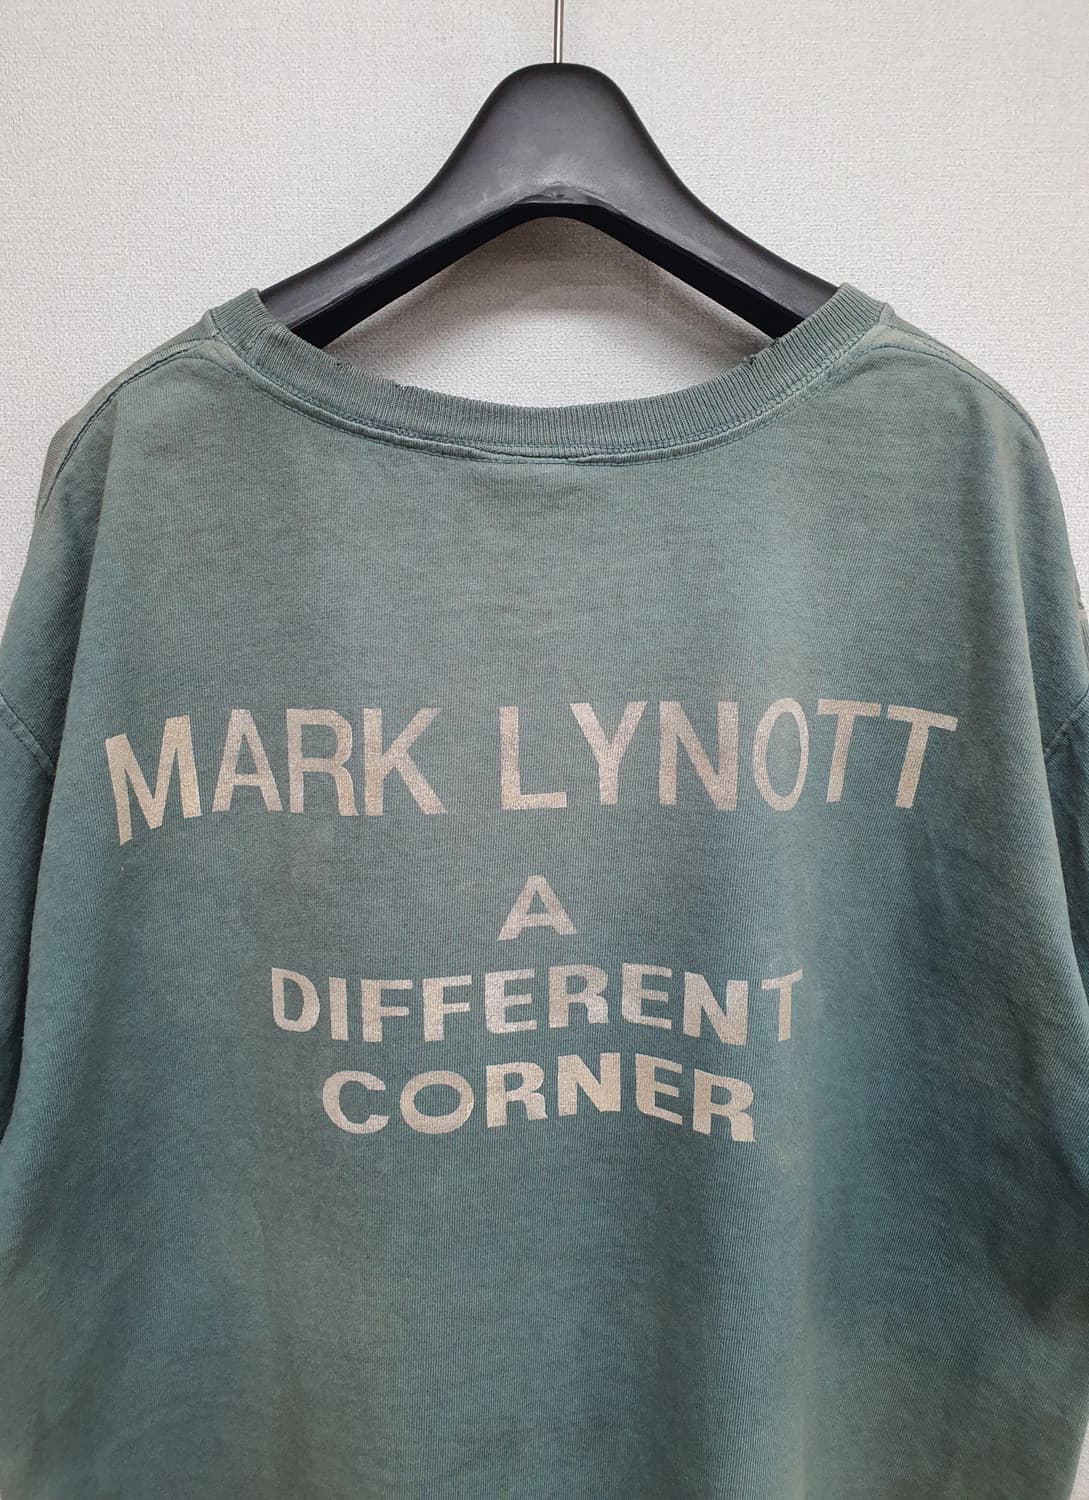 MARK LYNOTT
A
DIFFERENT
CORNER